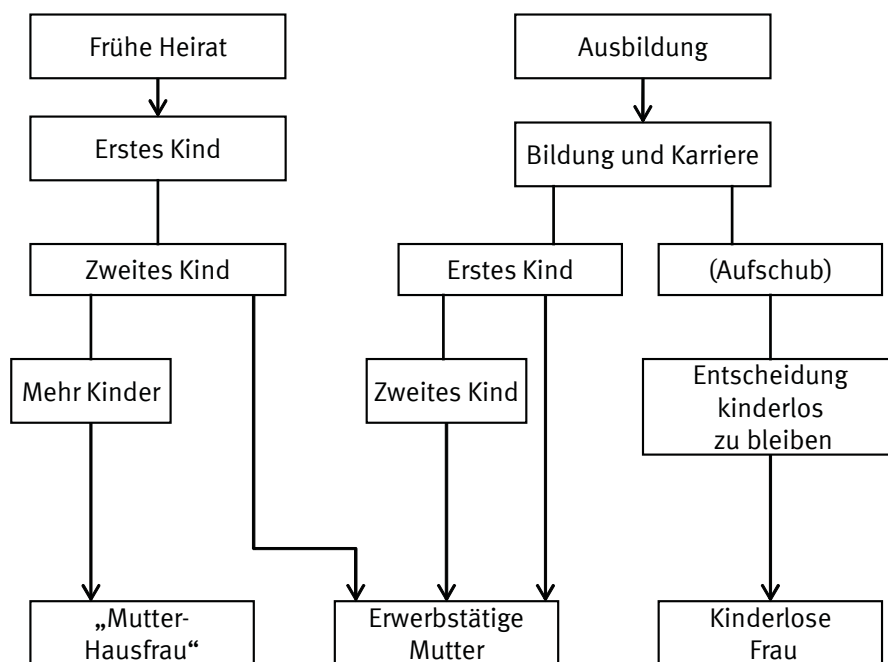 Frühe Heirat
Ausbildung
Erstes Kind
Bildung und Karriere
Zweites Kind
Erstes Kind
(Aufschub)
Mehr Kinder
Zweites Kind
Entscheidung
kinderlos
zu bleiben
„Mutter-
Hausfrau“
Erwerbstätige
Mutter
Kinderlose
Frau